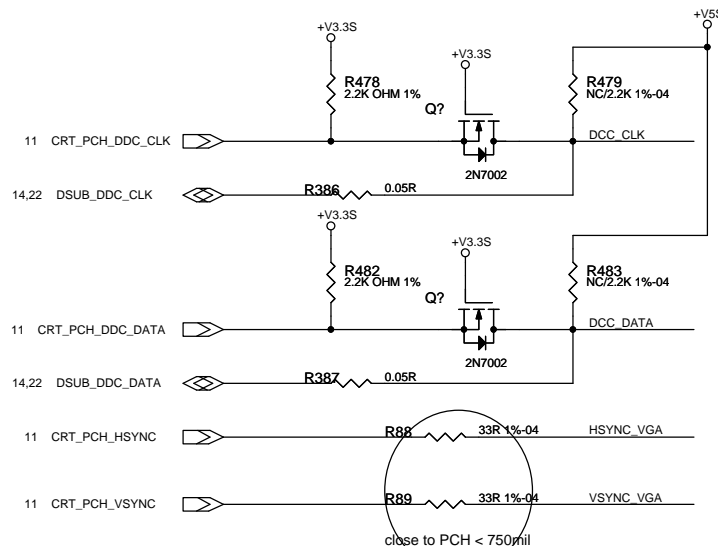 +V5S
+V3.3S
+V3.3S
R478
2.2K OHM 1%
R479
NC/2.2K 1%-04
Q?
11 CRT_PCH_DDC_CLK
DCC_CLK
2N7002
14,22 DSUB_DDC_CLK
R386
0.05R
+V3.3S
+V3.3S
R482
2.2K OHM 1%
R483
NC/2.2K 1%-04
Q?
11 CRT_PCH_DDC_DATA
DCC_DATA
2N7002
14,22 DSUB_DDC_DATA
R387
0.05R
11 CRT_PCH_HSYNC
R88
33R 1%-04
HSYNC_VGA
11 CRT_PCH_VSYNC
R89
33R 1%-04
VSYNC_VGA
close to PCH < 750mil